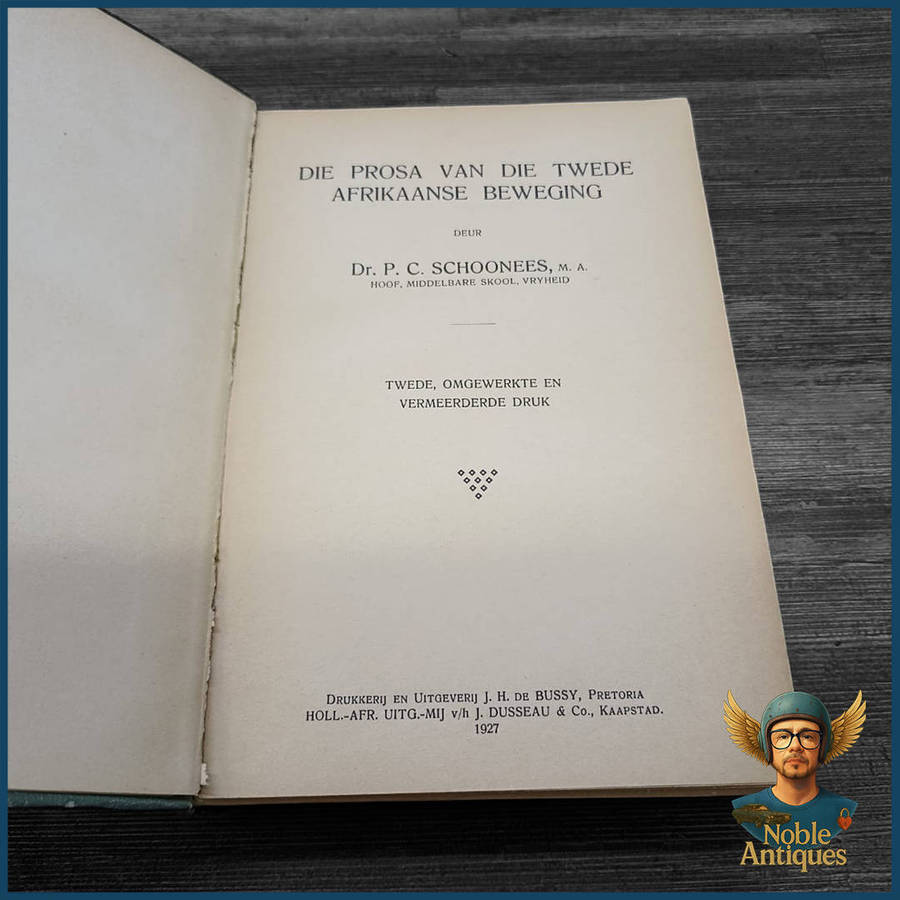 DIE PROSA VAN DIE TWEDE
AFRIKAANSE BEWEGING
DEUR
Dr. P. C. SCHOONEES, M. A.
HOOF, MIDDELBARE SKOOL, VRYHEID
TWEDE, OMGEWERKTE EN
VERMEERDERDE DRUK
DRUKKERIJ EN UITGEVERIJ J. H. DE BUSSY, PRETORIA
HOLL.-AFR. UITG.-MIJ v/h J. DUSSEAU & Co., KAAPSTAD.
1927
Noble
Antiques